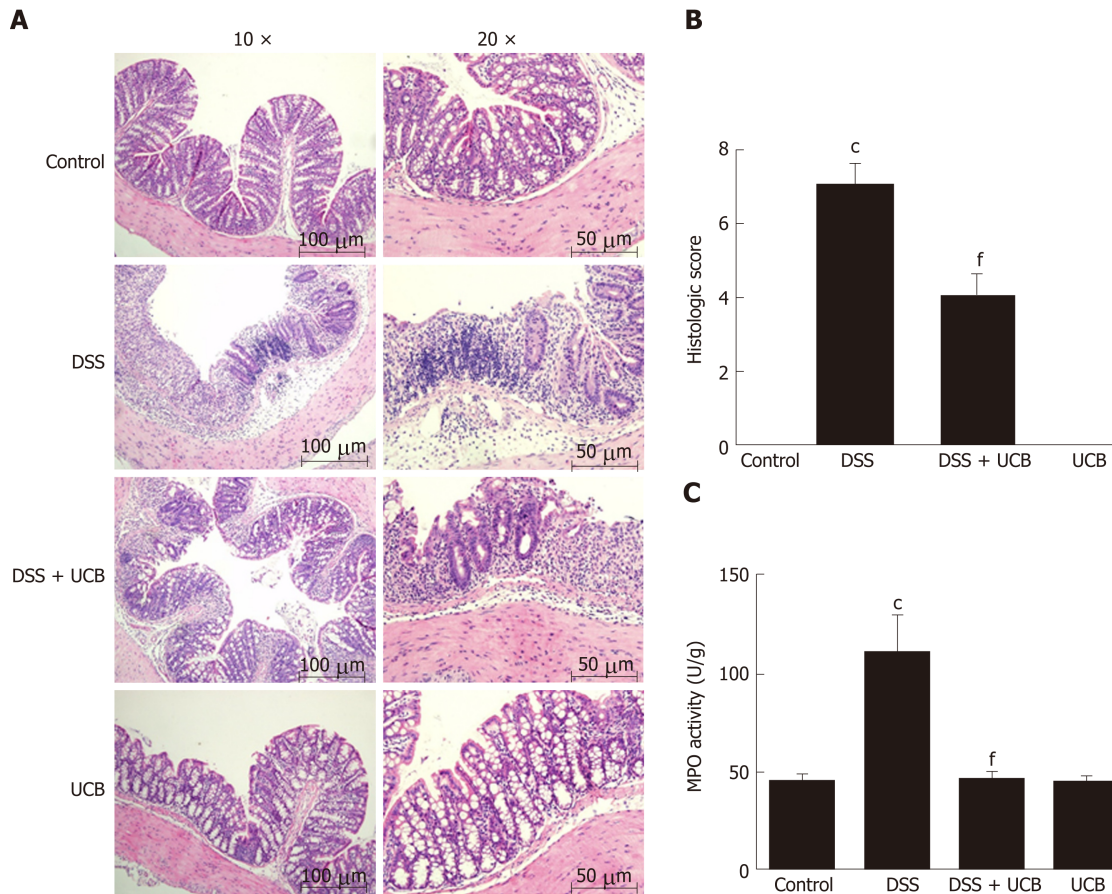 A
10 × 20 ×
Control
100 μm 50 μm
DSS
100 μm 50 μm
DSS + UCB
100 μm 50 μm
UCB
100 μm 50 μm
B
Histologic score
8
6
4
2
0
c
f
Control DSS DSS + UCB UCB
C
MPO activity (U/g)
150
100
50
0
c
f
Control DSS DSS + UCB UCB